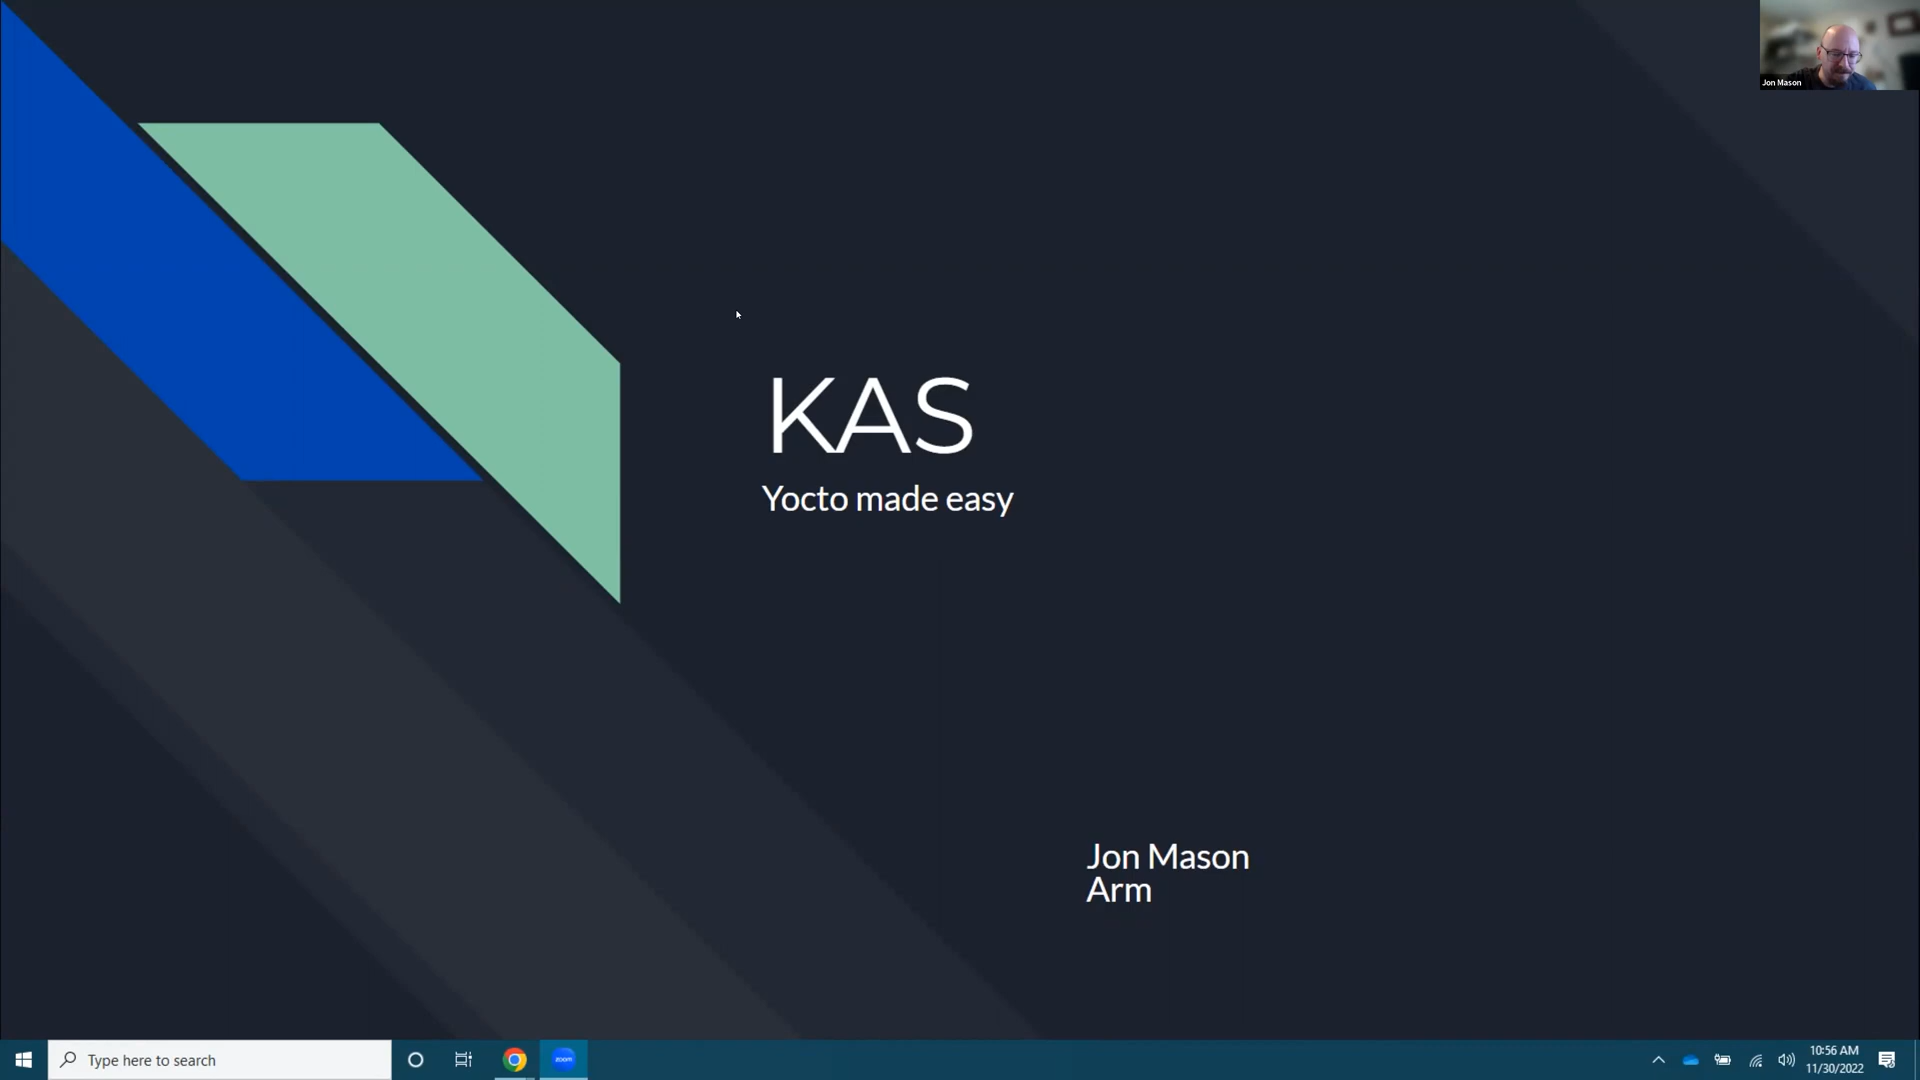 Jon Mason
KAS
Yocto made easy
Jon Mason
Arm
Type here to search
zoom
10:56 AM
11/30/2022